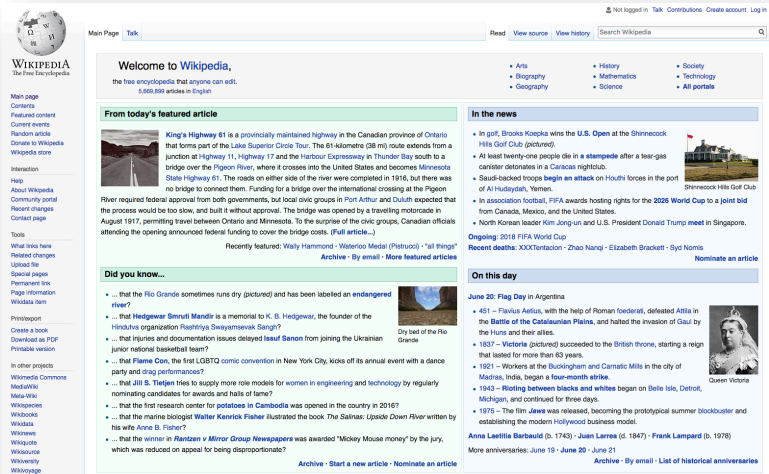 Not logged in Talk Contributions Create account Log in
Main Page Talk Read View source View history Search Wikipedia
WIKIPEDIA
The Free Encyclopedia
Main page
Contents
Featured content
Current events
Random article
Donate to Wikipedia
Wikipedia store
Interaction
Help
About Wikipedia
Community portal
Recent changes
Contact page
Tools
What links here
Related changes
Upload file
Special pages
Permanent link
Page information
Wikidata item
Print/export
Create a book
Download as PDF
Printable version
In other projects
Wikimedia Commons
MediaWiki
Meta-Wiki
Wikispecies
Wikibooks
Wikidata
Wikinews
Wikiquote
Wikisource
Wikiversity
Wikivoyage
Welcome to Wikipedia,
the free encyclopedia that anyone can edit.
5,669,899 articles in English
Arts
Biography
Geography
History
Mathematics
Science
Society
Technology
All portals
From today's featured article
King's Highway 61 is a provincially maintained highway in the Canadian province of Ontario
that forms part of the Lake Superior Circle Tour. The 61-kilometre (38 mi) route extends from a
junction at Highway 11, Highway 17 and the Harbour Expressway in Thunder Bay south to a
bridge over the Pigeon River, where it crosses into the United States and becomes Minnesota
State Highway 61. The roads on either side of the river were completed in 1916, but there was
no bridge to connect them. Funding for a bridge over the international crossing at the Pigeon
River required federal approval from both governments, but local civic groups in Port Arthur and Duluth expected that
the process would be too slow, and built it without approval. The bridge was opened by a travelling motorcade in
August 1917, permitting travel between Ontario and Minnesota. To the surprise of the civic groups, Canadian officials
attending the opening announced federal funding to cover the bridge costs. (Full article...)
Recently featured: Wally Hammond · Waterloo Medal (Pistrucci) · "all things"
Archive · By email · More featured articles
Did you know...
... that the Rio Grande sometimes runs dry (pictured) and has been labelled an endangered
river?
... that Hedgewar Smruti Mandir is a memorial to K. B. Hedgewar, the founder of the
Hindutva organization Rashtriya Swayamsevak Sangh?
... that injuries and documentation issues delayed Issuf Sanon from joining the Ukrainian
junior national basketball team?
... that Flame Con, the first LGBTQ comic convention in New York City, kicks off its annual event with a dance
party and drag performances?
... that Jill S. Tietjen tries to supply more role models for women in engineering and technology by regularly
nominating candidates for awards and halls of fame?
... that the first research center for potatoes in Cambodia was opened in the country in 2016?
... that the marine biologist Walter Kenrick Fisher illustrated the book The Salinas: Upside Down River written by
his wife Anne B. Fisher?
... that the winner in Rantzen v Mirror Group Newspapers was awarded "Mickey Mouse money" by the jury,
which was reduced on appeal for being disproportionate?
Dry bed of the Rio
Grande
Archive · Start a new article · Nominate an article
In the news
In golf, Brooks Koepka wins the U.S. Open at the Shinnecock
Hills Golf Club (pictured).
At least twenty-one people die in a stampede after a tear-gas
canister detonates in a Caracas nightclub.
Saudi-backed troops begin an attack on Houthi forces in the port
of Al Hudaydah, Yemen.
In association football, FIFA awards hosting rights for the 2026 World Cup to a joint bid
from Canada, Mexico, and the United States.
North Korean leader Kim Jong-un and U.S. President Donald Trump meet in Singapore.
Shinnecock Hills Golf Club
Ongoing: 2018 FIFA World Cup
Recent deaths: XXXTentacion · Zhao Nanqi · Elizabeth Brackett · Syd Nomis
Nominate an article
On this day
June 20: Flag Day in Argentina
451 – Flavius Aetius, with the help of Roman foederati, defeated Attila in
the Battle of the Catalaunian Plains, and halted the invasion of Gaul by
the Huns and their allies.
1837 – Victoria (pictured) succeeded to the British throne, starting a reign
that lasted for more than 63 years.
1921 – Workers at the Buckingham and Carnatic Mills in the city of
Madras, India, began a four-month strike.
1943 – Rioting between blacks and whites began on Belle Isle, Detroit,
Michigan, and continued for three days.
1975 – The film Jaws was released, becoming the prototypical summer blockbuster and
establishing the modern Hollywood business model.
Queen Victoria
Anna Laetitia Barbauld (b. 1743) · Juan Larrea (d. 1847) · Frank Lampard (b. 1978)
More anniversaries: June 19 · June 20 · June 21
Archive · By email · List of historical anniversaries